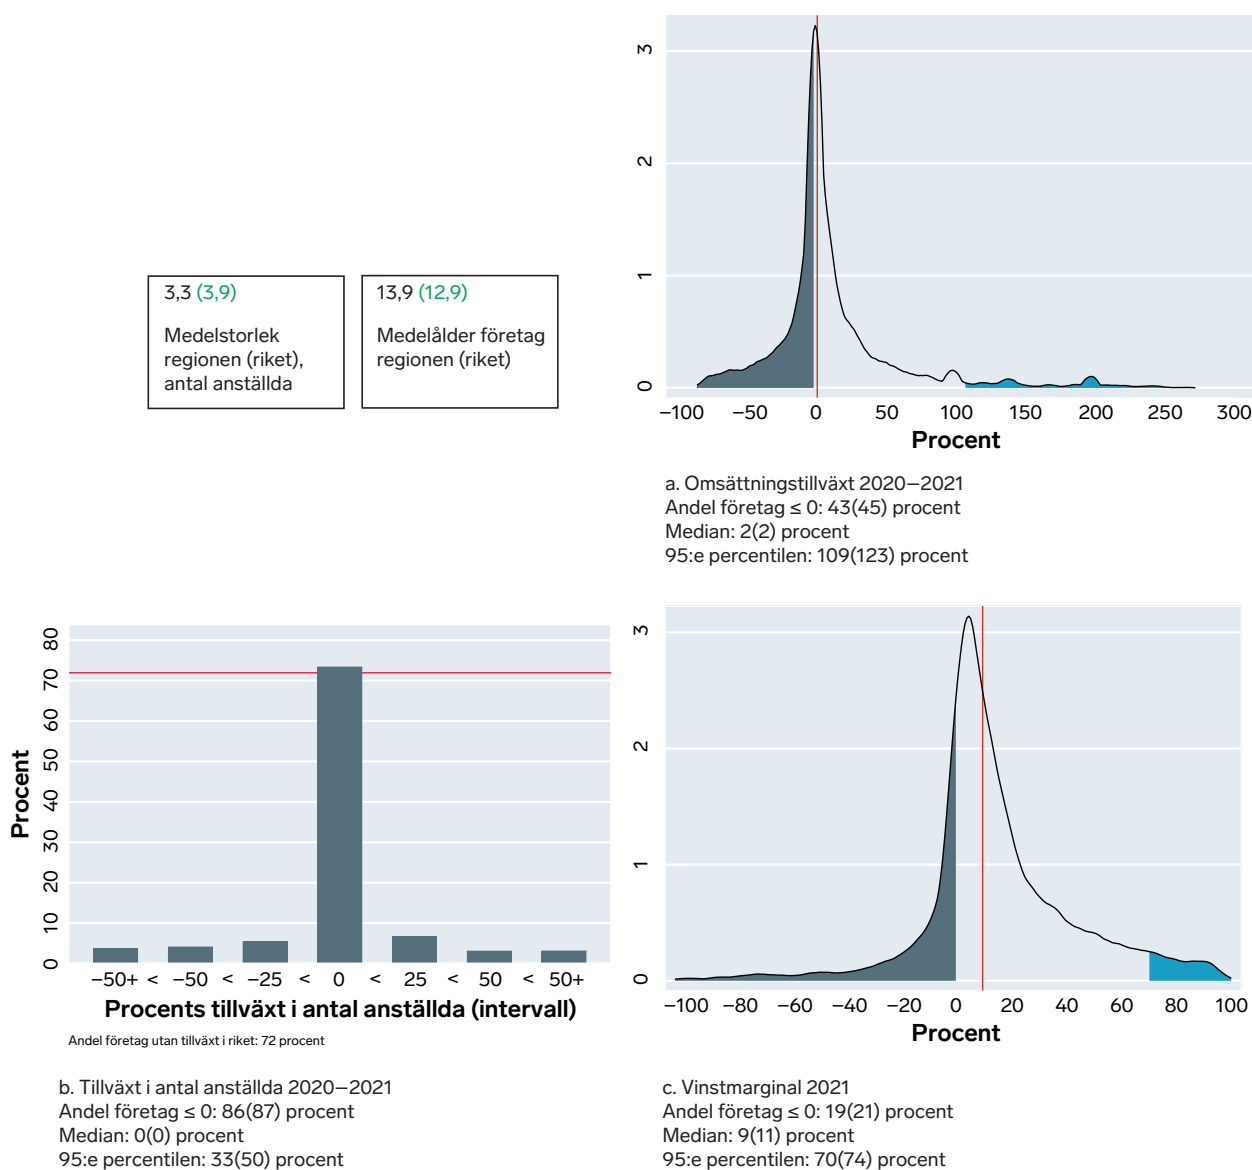 3,3 (3,9)
Medelstorlek
regionen (riket),
antal anställda
13,9 (12,9)
Medelålder företag
regionen (riket)
3
2
1
0
−100 −50 0 50 100 150 200 250 300
Procent
a. Omsättningstillväxt 2020–2021
Andel företag ≤ 0: 43(45) procent
Median: 2(2) procent
95:e percentilen: 109(123) procent
Procent
80
70
60
50
40
30
20
10
0
−50+ < −50 < −25 < 0 < 25 < 50 < 50+
Procents tillväxt i antal anställda (intervall)
Andel företag utan tillväxt i riket: 72 procent
b. Tillväxt i antal anställda 2020–2021
Andel företag ≤ 0: 86(87) procent
Median: 0(0) procent
95:e percentilen: 33(50) procent
3
2
1
0
−100 −80 −60 −40 −20 0 20 40 60 80 100
Procent
c. Vinstmarginal 2021
Andel företag ≤ 0: 19(21) procent
Median: 9(11) procent
95:e percentilen: 70(74) procent